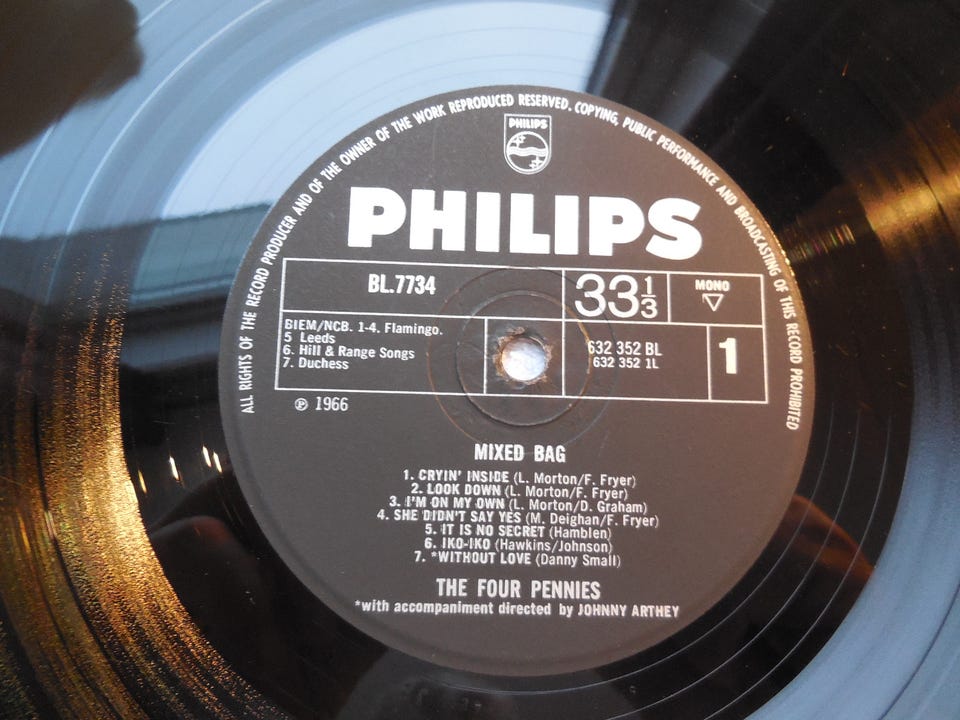 ALL RIGHTS OF THE RECORD PRODUCER AND OF THE OWNER OF THE WORK REPRODUCED RESERVED. COPYING, PUBLIC PERFORMANCE AND BROADCASTING OF THIS RECORD PROHIBITED
PHILIPS
PHILIPS
BL.7734
33 1/3
MONO
BIEM/NCB. 1-4. Flamingo.
5 Leeds
6. Hill & Range Songs
7. Duchess
632 352 BL
632 352 1L
1
℗ 1966
MIXED BAG
1. CRYIN' INSIDE (L. Morton/F. Fryer)
2. LOOK DOWN (L. Morton/F. Fryer)
3. I'M ON MY OWN (L. Morton/D. Graham)
4. SHE DIDN'T SAY YES (M. Deighan/F. Fryer)
5. IT IS NO SECRET (Hamblen)
6. IKO-IKO (Hawkins/Johnson)
7. *WITHOUT LOVE (Danny Small)
THE FOUR PENNIES
*with accompaniment directed by JOHNNY ARTHEY